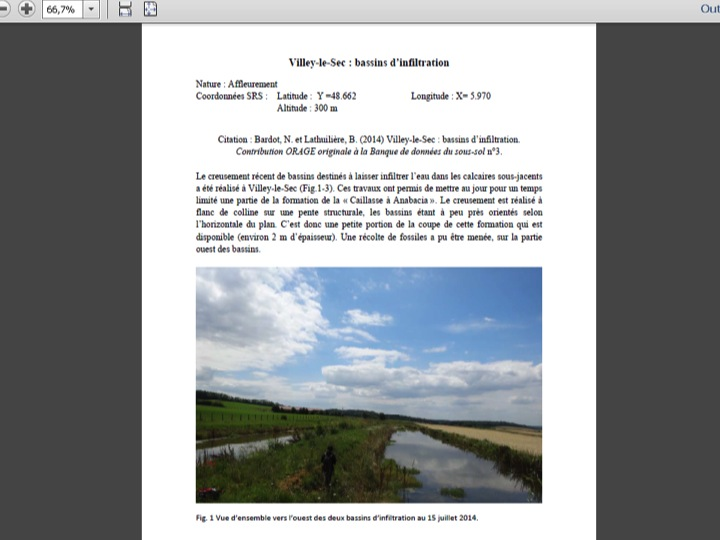 66,7%
Out
Villey-le-Sec : bassins d'infiltration
Nature : Affleurement
Coordonnées SRS : Latitude : Y =48.662 Longitude : X= 5.970
Altitude : 300 m
Citation : Bardot, N. et Lathuilière, B. (2014) Villey-le-Sec : bassins d'infiltration.
Contribution ORAGE originale à la Banque de données du sous-sol n°3.
Le creusement récent de bassins destinés à laisser infiltrer l'eau dans les calcaires sous-jacents
a été réalisé à Villey-le-Sec (Fig.1-3). Ces travaux ont permis de mettre au jour pour un temps
limité une partie de la formation de la « Caillasse à Anabacia ». Le creusement est réalisé à
flanc de colline sur une pente structurale, les bassins étant à peu près orientés selon
l'horizontale du plan. C'est donc une petite portion de la coupe de cette formation qui est
disponible (environ 2 m d'épaisseur). Une récolte de fossiles a pu être menée, sur la partie
ouest des bassins.
Fig. 1 Vue d'ensemble vers l'ouest des deux bassins d'infiltration au 15 juillet 2014.